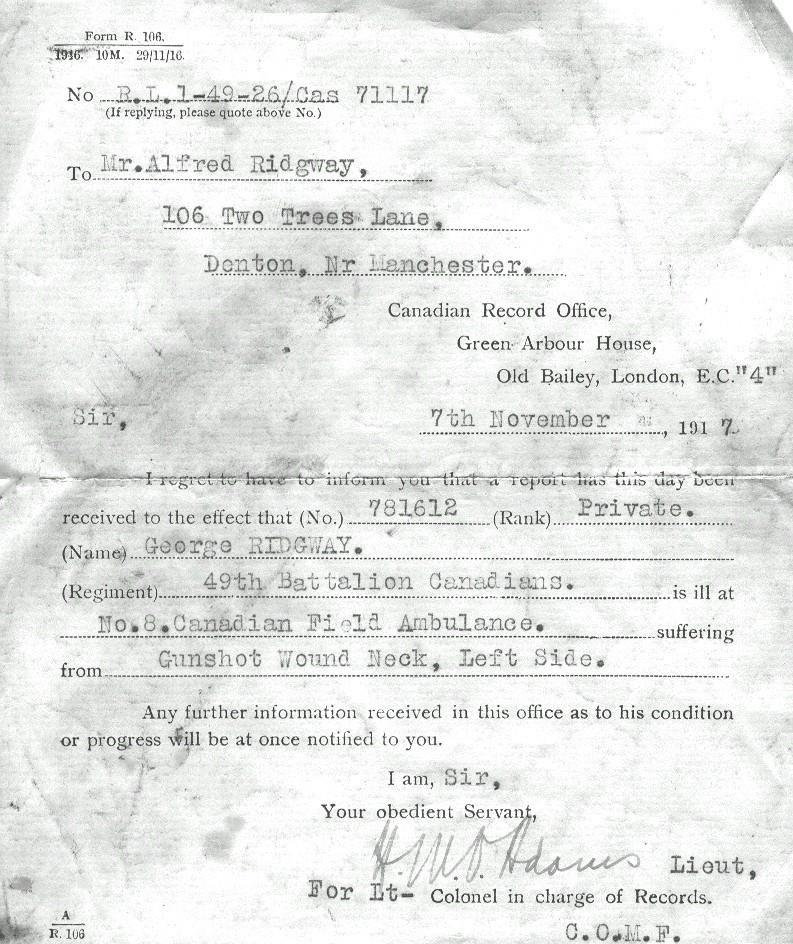 Form R. 106.
1916. 10M. 29/11/16.
No R.L.1-49-26/Cas 71117
(If replying, please quote above No.)
To Mr.Alfred Ridgway,
106 Two Trees Lane,
Denton, Nr Manchester.
Canadian Record Office,
Green Arbour House,
Old Bailey, London, E.C."4"
Sir,
7th November, 1917.
I regret to have to inform you that a report has this day been
received to the effect that (No.) 781612 (Rank) Private.
(Name) George RIDGWAY.
(Regiment) 49th Battalion Canadians. is ill at
No.8.Canadian Field Ambulance. suffering
from Gunshot Wound Neck, Left Side.
Any further information received in this office as to his condition
or progress will be at once notified to you.
I am, Sir,
Your obedient Servant,
H.M.O. Adams Lieut,
For Lt- Colonel in charge of Records.
C.O.M.F.
A
R. 106